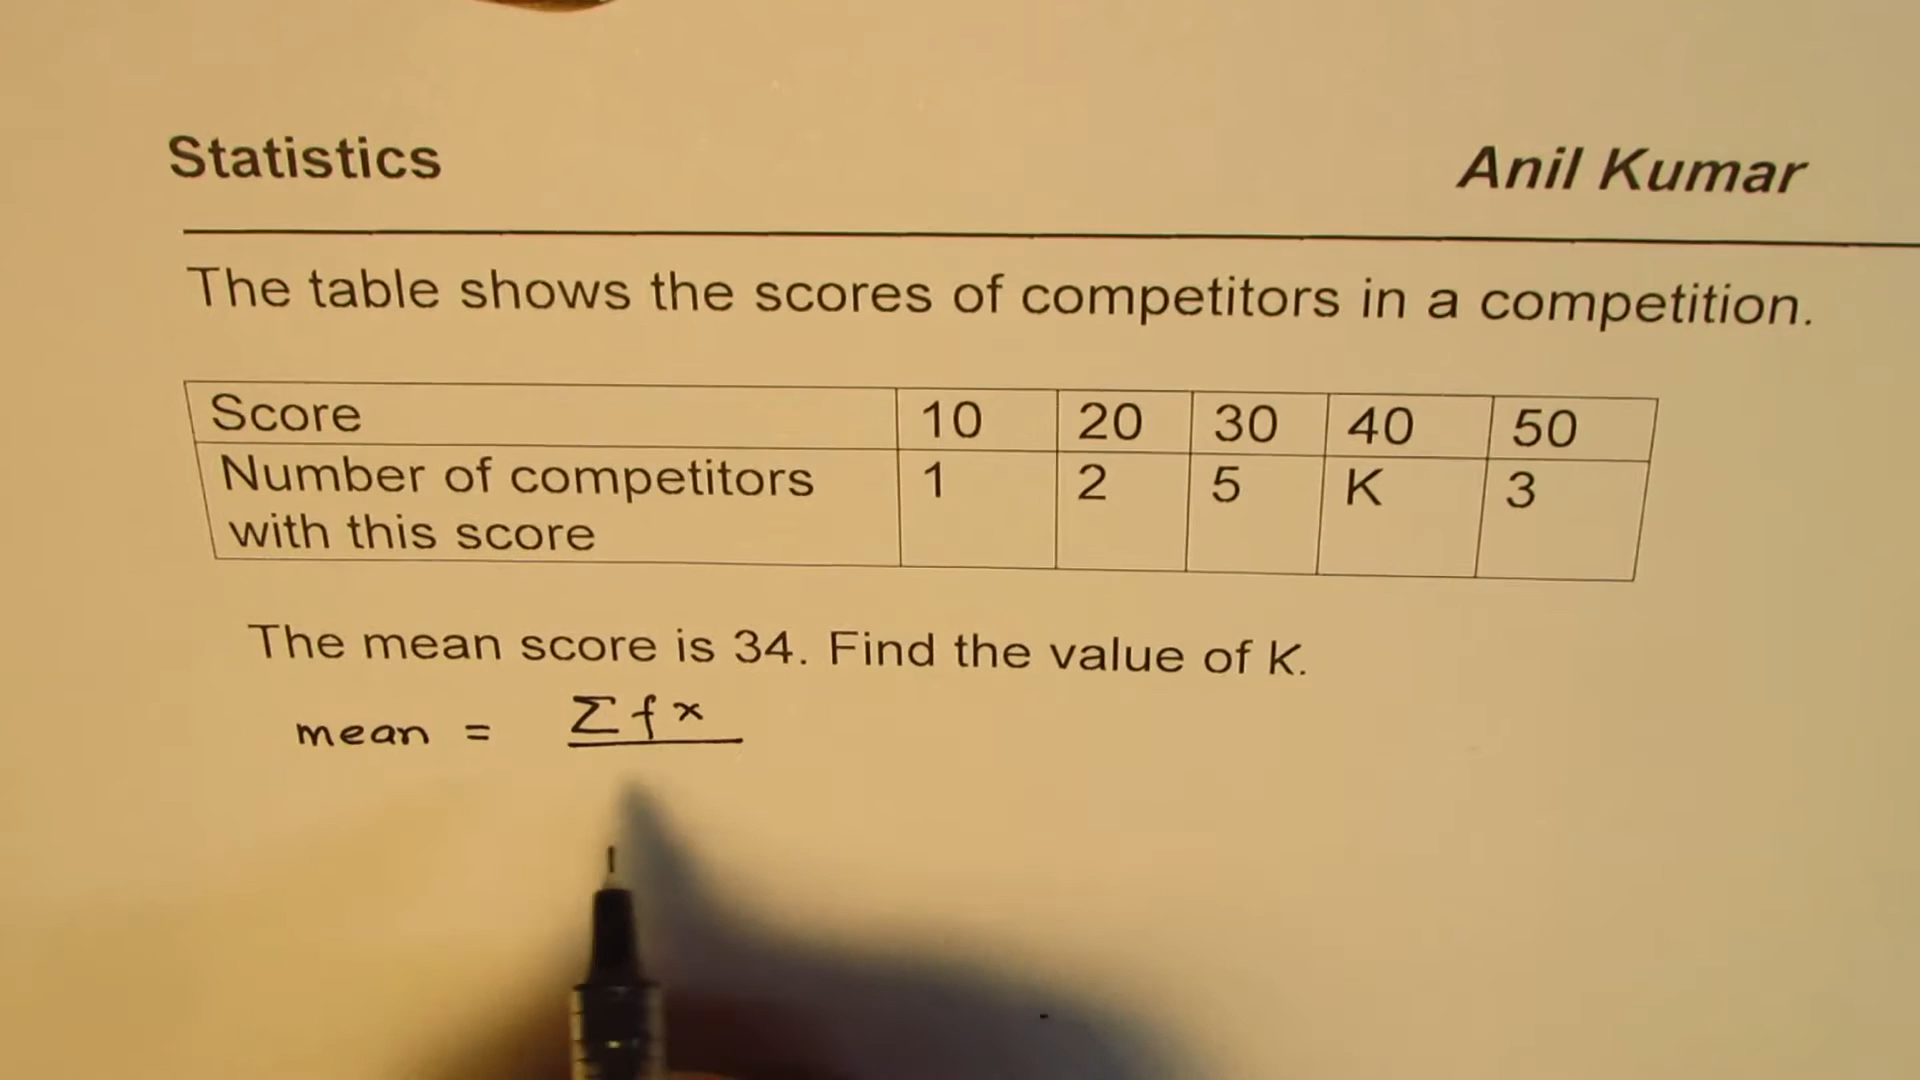 Statistics Anil Kumar
The table shows the scores of competitors in a competition.
Score 10 20 30 40 50
Number of competitors 1 2 5 K 3
with this score
The mean score is 34. Find the value of K.
mean = Σfx